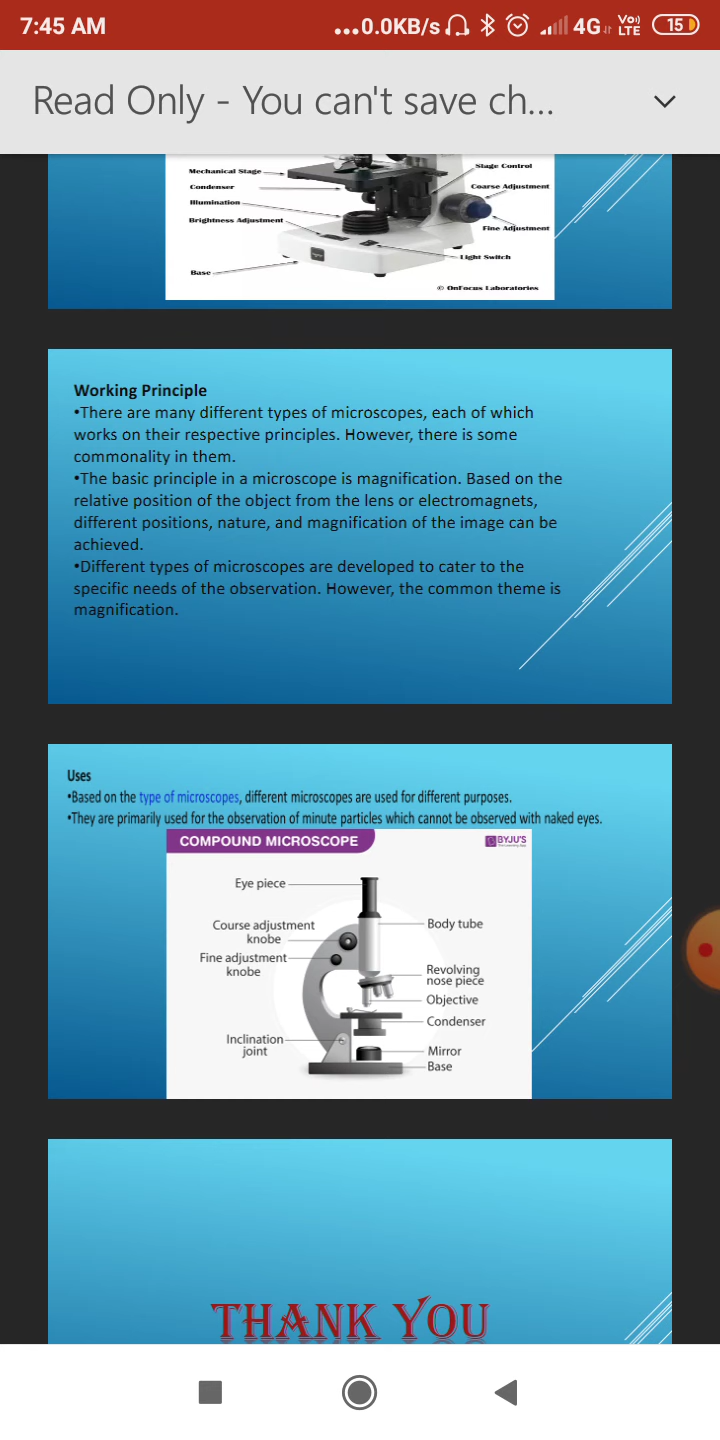 7:45 AM
...0.0KB/s 4G Vo)) LTE 15
Read Only - You can't save ch...
Mechanical Stage
Condenser
Illumination
Brightness Adjustment
Base
Stage Control
Coarse Adjustment
Fine Adjustment
Light Switch
© OnFocus Laboratories
Working Principle
•There are many different types of microscopes, each of which
works on their respective principles. However, there is some
commonality in them.
•The basic principle in a microscope is magnification. Based on the
relative position of the object from the lens or electromagnets,
different positions, nature, and magnification of the image can be
achieved.
•Different types of microscopes are developed to cater to the
specific needs of the observation. However, the common theme is
magnification.
Uses
•Based on the type of microscopes, different microscopes are used for different purposes.
•They are primarily used for the observation of minute particles which cannot be observed with naked eyes.
COMPOUND MICROSCOPE
BYJU'S
The Learning App
Eye piece
Course adjustment
knobe
Fine adjustment
knobe
Inclination
joint
Body tube
Revolving
nose piece
Objective
Condenser
Mirror
Base
THANK YOU